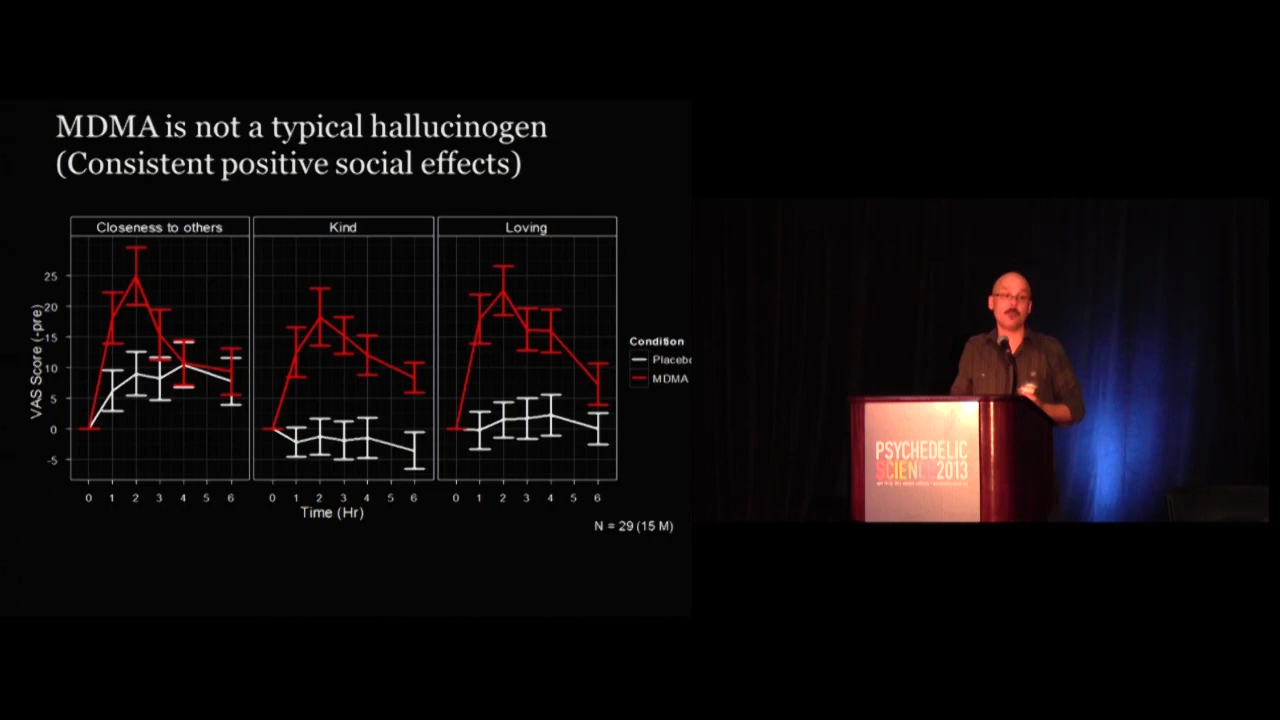 MDMA is not a typical hallucinogen
(Consistent positive social effects)
Closeness to others Kind Loving
VAS Score (-pre)
25
20
15
10
5
0
-5
0 1 2 3 4 5 6 0 1 2 3 4 5 6 0 1 2 3 4 5 6
Time (Hr)
Condition
Placebo
MDMA
N = 29 (15 M)
PSYCHEDELIC
SCIENCE 2013